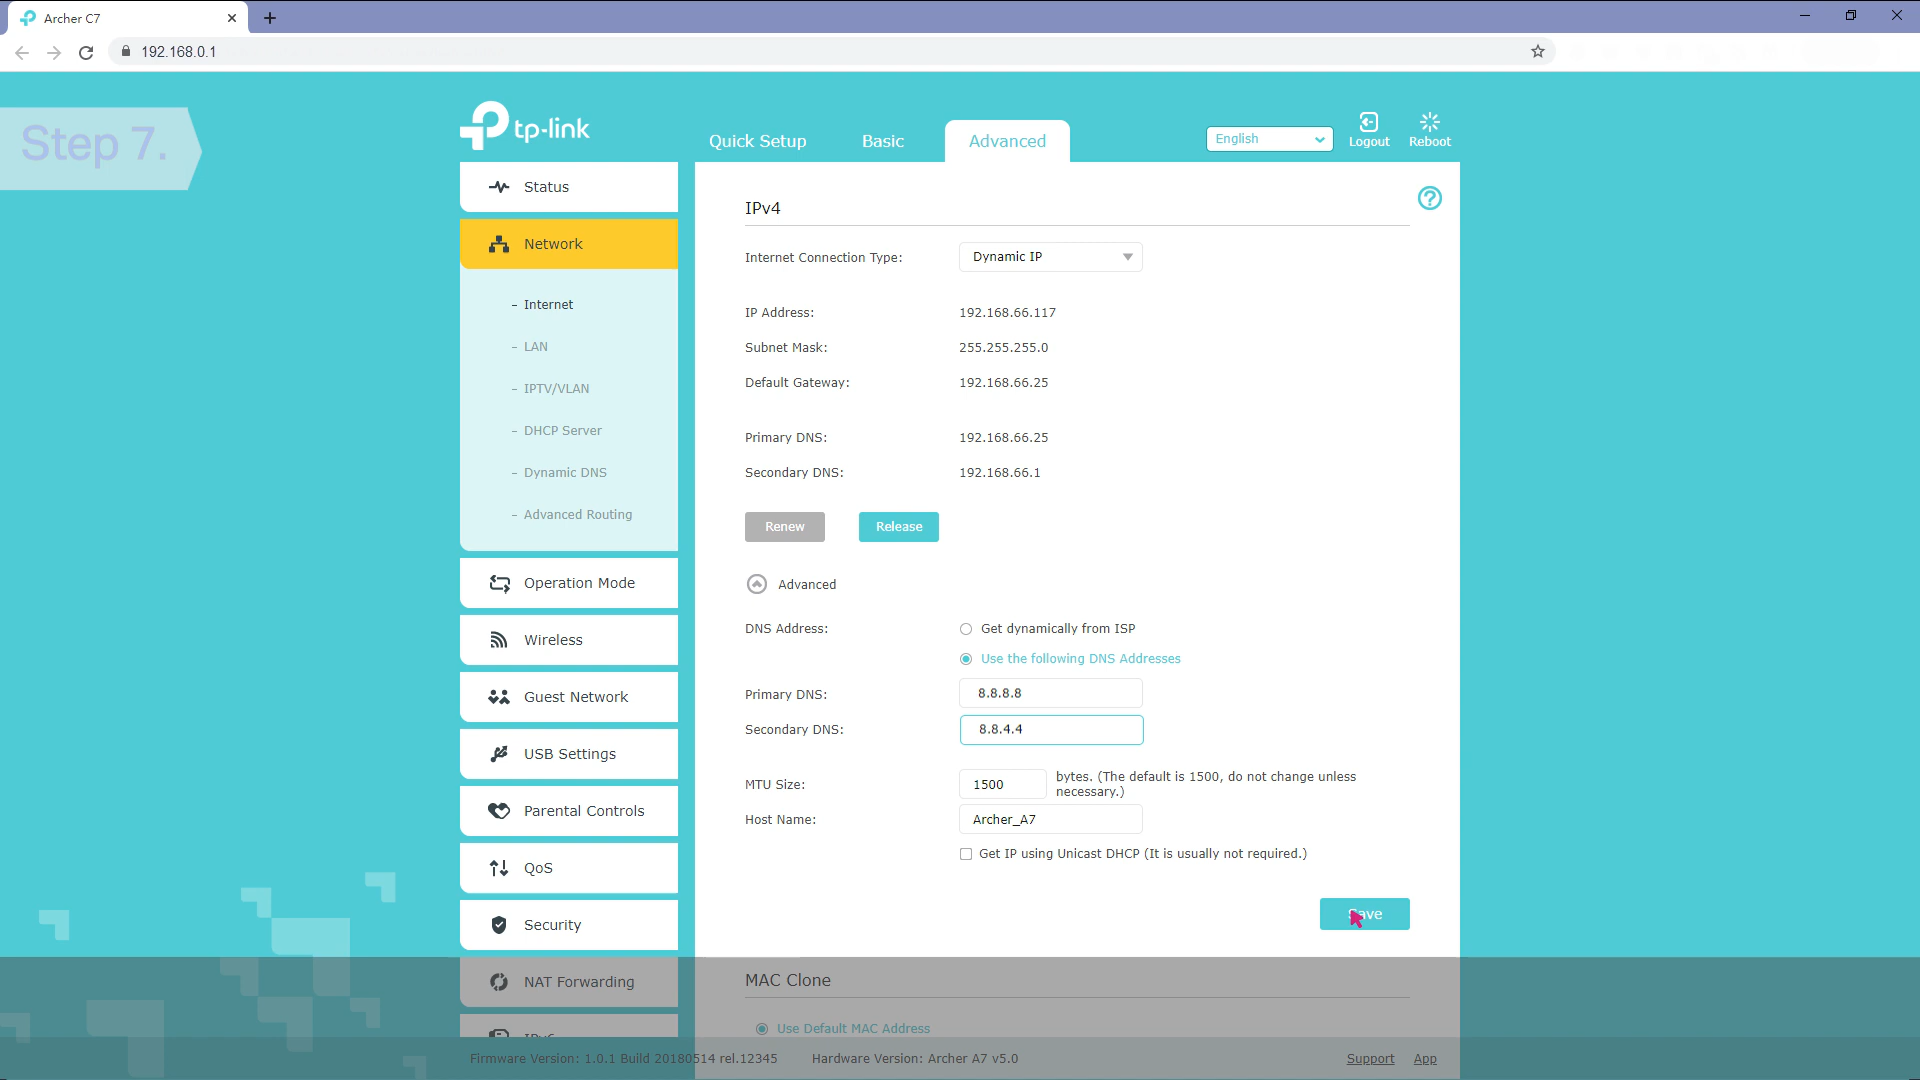 Archer C7
192.168.0.1
Step 7.
tp-link
Quick Setup
Basic
Advanced
English
Logout
Reboot
Status
Network
- Internet
- LAN
- IPTV/VLAN
- DHCP Server
- Dynamic DNS
- Advanced Routing
Operation Mode
Wireless
Guest Network
USB Settings
Parental Controls
QoS
Security
NAT Forwarding
IPv4
Internet Connection Type: Dynamic IP
IP Address: 192.168.66.117
Subnet Mask: 255.255.255.0
Default Gateway: 192.168.66.25
Primary DNS: 192.168.66.25
Secondary DNS: 192.168.66.1
Renew Release
Advanced
DNS Address: Get dynamically from ISP
Use the following DNS Addresses
Primary DNS: 8.8.8.8
Secondary DNS: 8.8.4.4
MTU Size: 1500 bytes. (The default is 1500, do not change unless
necessary.)
Host Name: Archer_A7
Get IP using Unicast DHCP (It is usually not required.)
Save
MAC Clone
Use Default MAC Address
Firmware Version: 1.0.1 Build 20180514 rel.12345 Hardware Version: Archer A7 v5.0 Support App